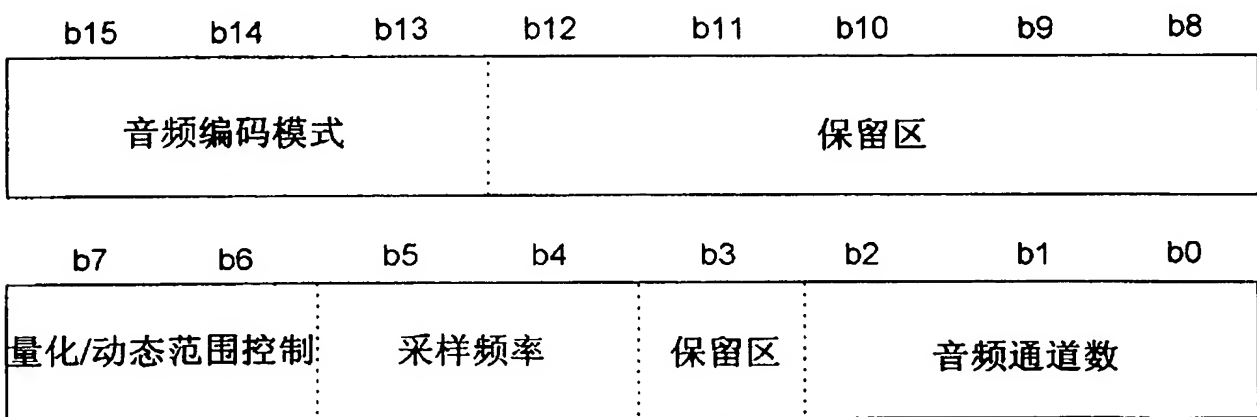 b15 b14 b13 b12 b11 b10 b9 b8
音频编码模式 保留区
b7 b6 b5 b4 b3 b2 b1 b0
量化/动态范围控制 采样频率 保留区 音频通道数